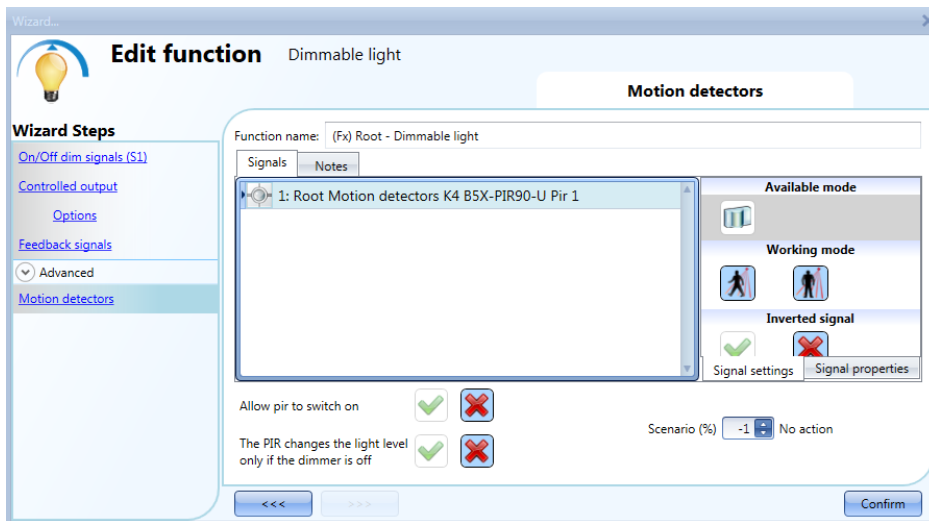 Wizard...
Edit function Dimmable light
Motion detectors
Wizard Steps
On/Off dim signals (S1)
Controlled output
Options
Feedback signals
Advanced
Motion detectors
Function name: (Fx) Root - Dimmable light
Signals Notes
1: Root Motion detectors K4 B5X-PIR90-U Pir 1
Available mode
Working mode
Inverted signal
Signal settings Signal properties
Allow pir to switch on
The PIR changes the light level
only if the dimmer is off
Scenario (%) -1 No action
<<< >>> Confirm